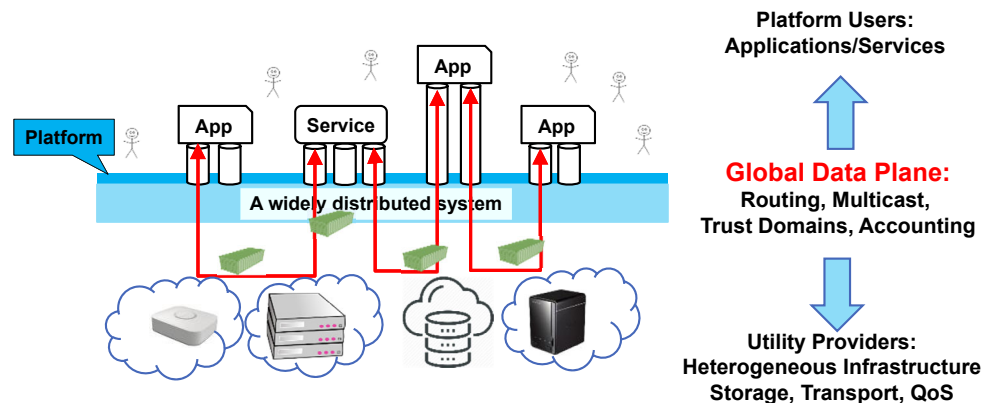 App
App
Service
App
Platform
A widely distributed system
Platform Users:
Applications/Services
Global Data Plane:
Routing, Multicast,
Trust Domains, Accounting
Utility Providers:
Heterogeneous Infrastructure
Storage, Transport, QoS